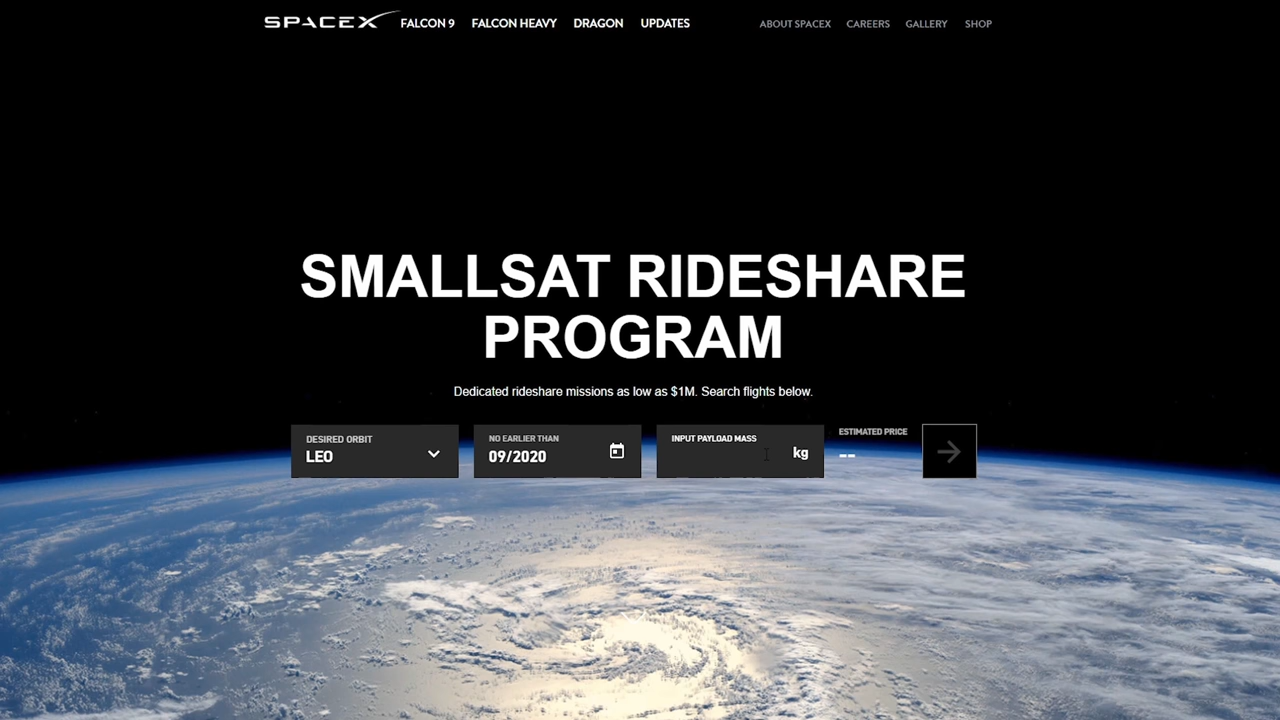 SPACEX FALCON 9 FALCON HEAVY DRAGON UPDATES ABOUT SPACEX CAREERS GALLERY SHOP
SMALLSAT RIDESHARE
PROGRAM
Dedicated rideshare missions as low as $1M. Search flights below.
DESIRED ORBIT
LEO
NO EARLIER THAN
09/2020
INPUT PAYLOAD MASS
kg
ESTIMATED PRICE
--